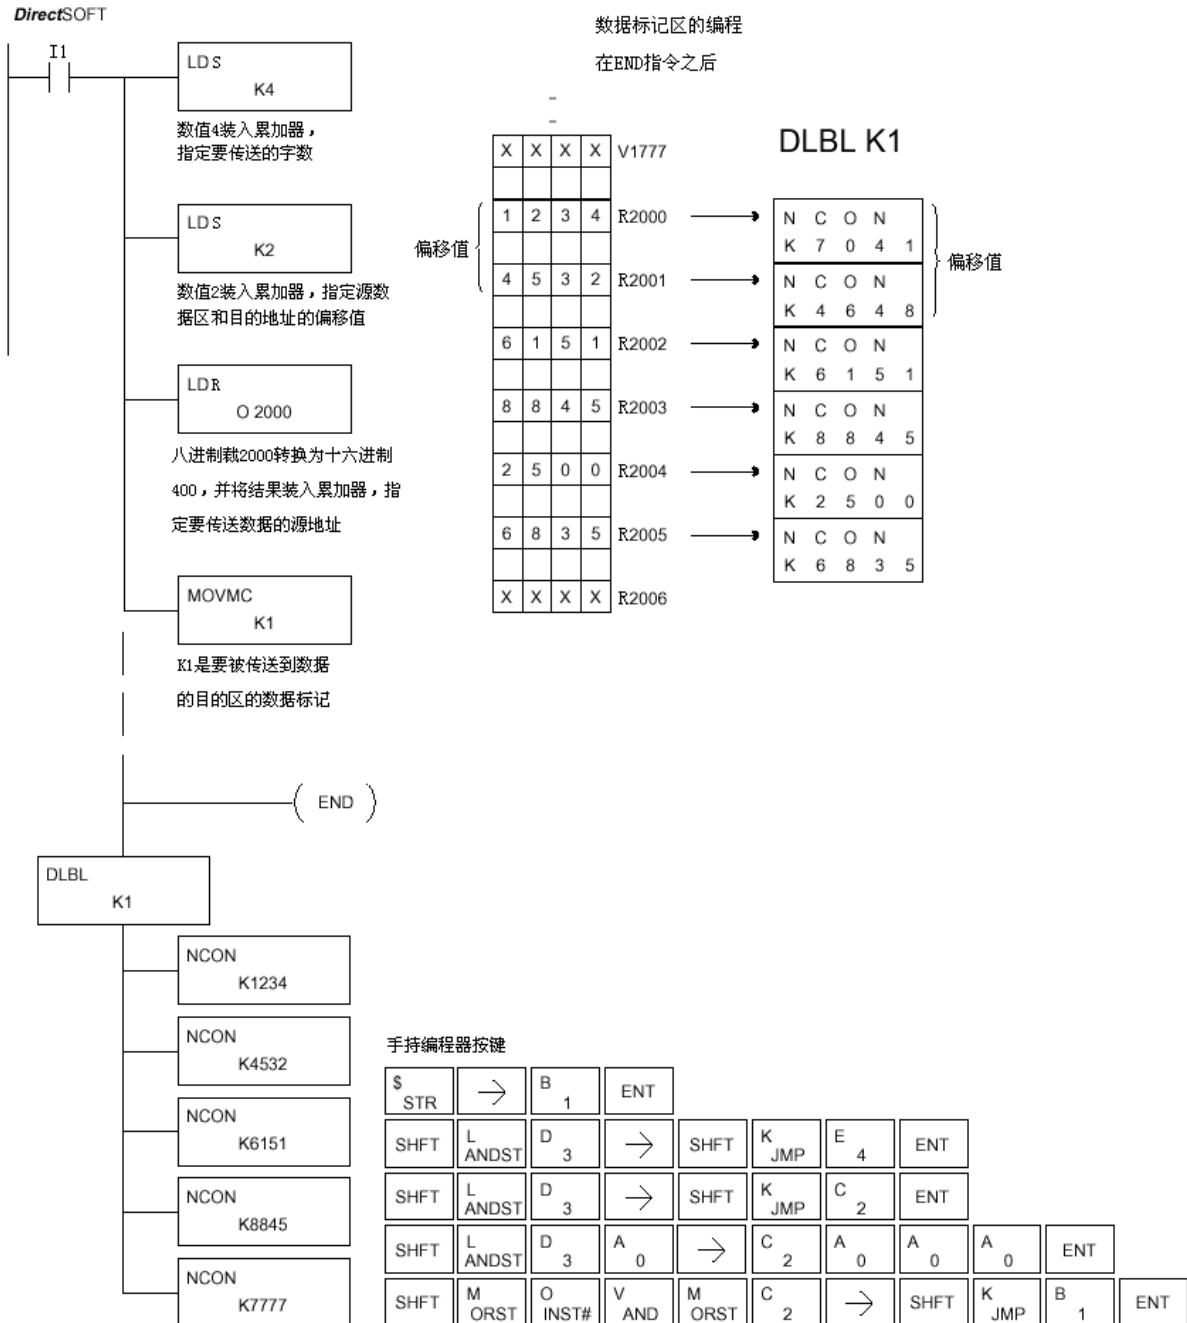 DirectSOFT
数据标记区的编程
在END指令之后
I1
LDS
K4
数值4装入累加器，
指定要传送的字数
LDS
K2
数值2装入累加器，指定源数
据区和目的地址的偏移值
LDR
O 2000
八进制裁2000转换为十六进制
400，并将结果装入累加器，指
定要传送数据的源地址
MOVMC
K1
K1是要被传送到数据
的目的区的数据标记
DLBL K1
X X X X V1777
1 2 3 4 R2000
偏移值
4 5 3 2 R2001
6 1 5 1 R2002
8 8 4 5 R2003
2 5 0 0 R2004
6 8 3 5 R2005
X X X X R2006
N C O N
K 7 0 4 1
偏移值
N C O N
K 4 6 4 8
N C O N
K 6 1 5 1
N C O N
K 8 8 4 5
N C O N
K 2 5 0 0
N C O N
K 6 8 3 5
END
DLBL
K1
NCON
K1234
NCON
K4532
NCON
K6151
NCON
K8845
NCON
K7777
手持编程器按键
$ STR → B 1 ENT
SHFT L ANDST D 3 → SHFT K JMP E 4 ENT
SHFT L ANDST D 3 → SHFT K JMP C 2 ENT
SHFT L ANDST D 3 A 0 → C 2 A 0 A 0 A 0 ENT
SHFT M ORST O INST# V AND M ORST C 2 → SHFT K JMP B 1 ENT